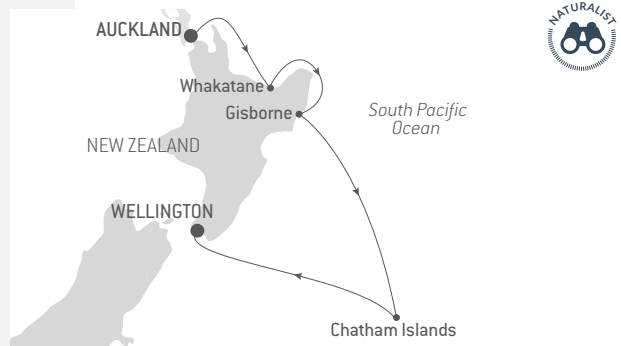 NATURALIST
AUCKLAND
Whakatane
Gisborne
South Pacific
Ocean
NEW ZEALAND
WELLINGTON
Chatham Islands